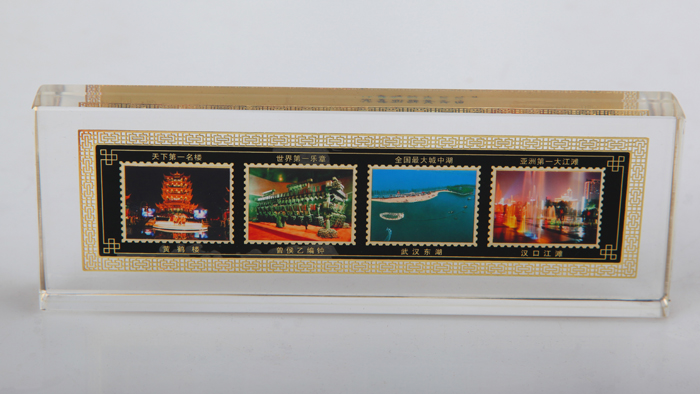 天下第一名楼
世界第一乐章
全国最大城中湖
亚洲第一大江滩
黄鹤楼
曾侯乙编钟
武汉东湖
汉口江滩